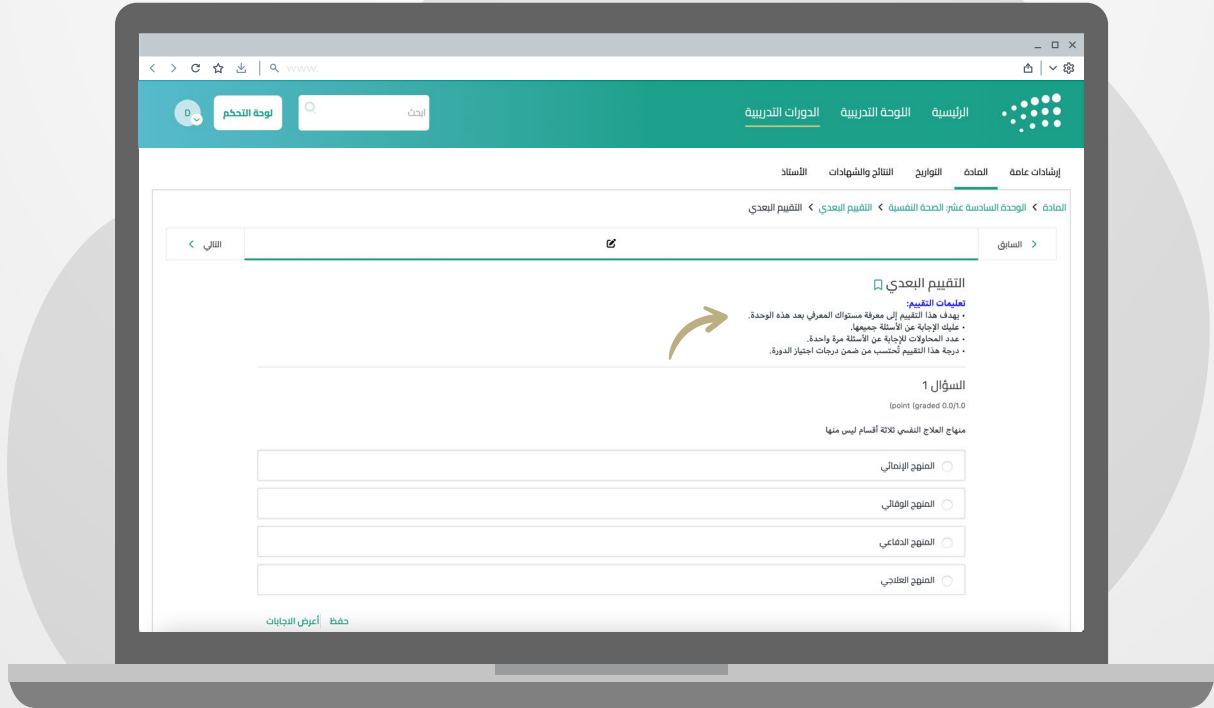 www.
الرئيسية اللوحة التدريبية الدورات التدريبية ابحث لوحة التحكم D
إرشادات عامة المادة التواريخ النتائج والشهادات الأستاذ
المادة > الوحدة السادسة عشر: الصحة النفسية > التقييم البعدي > التقييم البعدي
السابق التالي
التقييم البعدي
تعليمات التقييم:
• يهدف هذا التقييم إلى معرفة مستواك المعرفي بعد هذه الوحدة.
• عليك الإجابة عن الأسئلة جميعها.
• عدد المحاولات للإجابة عن الأسئلة مرة واحدة.
• درجة هذا التقييم تُحتسب من ضمن درجات اجتياز الدورة.
السؤال 1
(point (graded 0.0/1.0
منهاج العلاج النفسي ثلاثة أقسام ليس منها
المنهج الإنمائي
المنهج الوقائي
المنهج الدفاعي
المنهج العلاجي
حفظ أعرض الاجابات